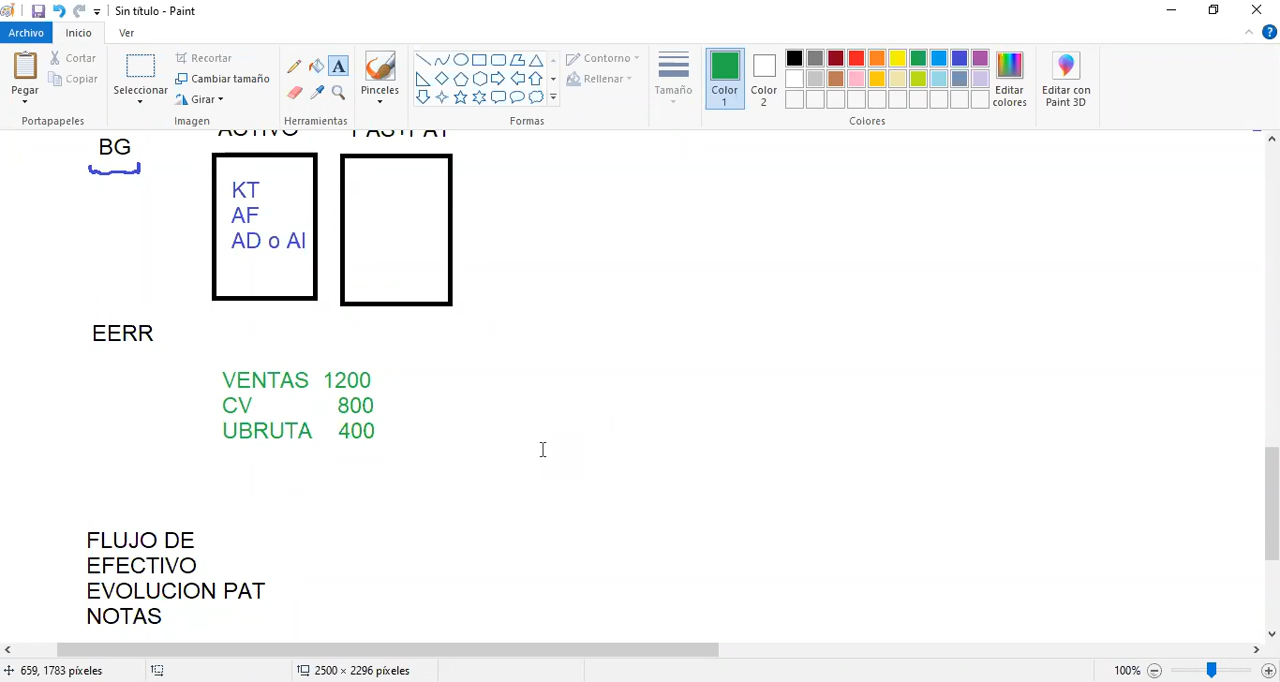 Sin título - Paint
Archivo Inicio Ver
Pegar
Cortar
Copiar
Portapapeles
Seleccionar
Recortar
Cambiar tamaño
Girar
Imagen
A
Herramientas
Pinceles
Contorno
Rellenar
Formas
Tamaño
Color 1
Color 2
Editar colores
Colores
Editar con Paint 3D
ACTIVO PAS+PAT
BG
KT
AF
AD o AI
EERR
VENTAS 1200
CV 800
UBRUTA 400
FLUJO DE
EFECTIVO
EVOLUCION PAT
NOTAS
659, 1783 píxeles 2500 × 2296 píxeles 100%